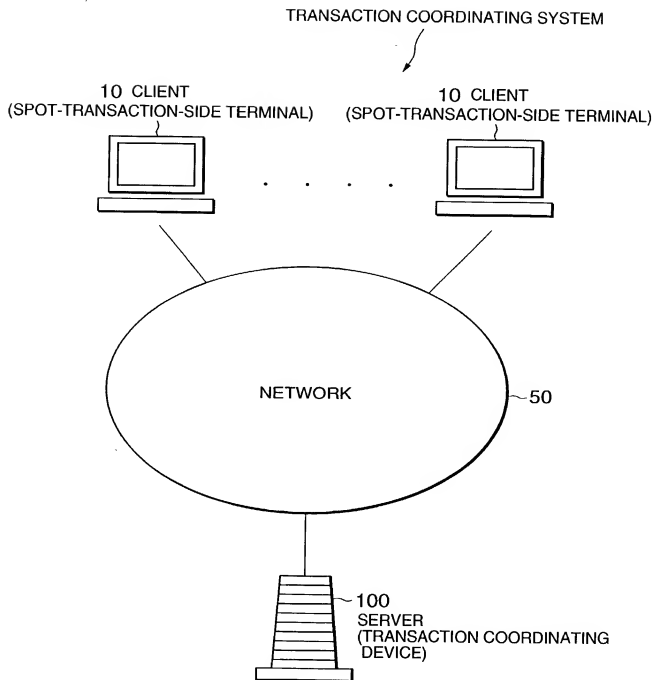 TRANSACTION COORDINATING SYSTEM
10 CLIENT
(SPOT-TRANSACTION-SIDE TERMINAL)
10 CLIENT
(SPOT-TRANSACTION-SIDE TERMINAL)
NETWORK
50
100
SERVER
(TRANSACTION COORDINATING
DEVICE)